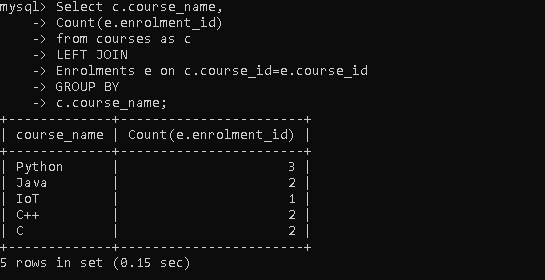 mysql> Select c.course_name,
    -> Count(e.enrolment_id)
    -> from courses as c
    -> LEFT JOIN
    -> Enrolments e on c.course_id=e.course_id
    -> GROUP BY
    -> c.course_name;
+-------------+-----------------------+
| course_name | Count(e.enrolment_id) |
+-------------+-----------------------+
| Python      |                     3 |
| Java        |                     2 |
| IoT         |                     1 |
| C++         |                     2 |
| C           |                     2 |
+-------------+-----------------------+
5 rows in set (0.15 sec)